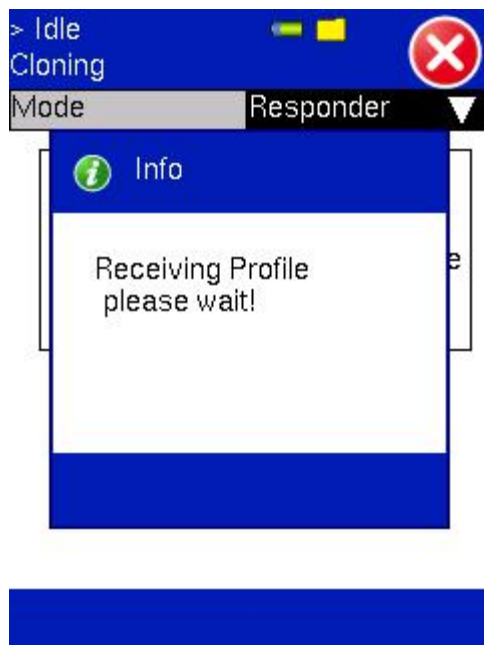 > Idle
Cloning
Mode Responder
Info
Receiving Profile
please wait!
e